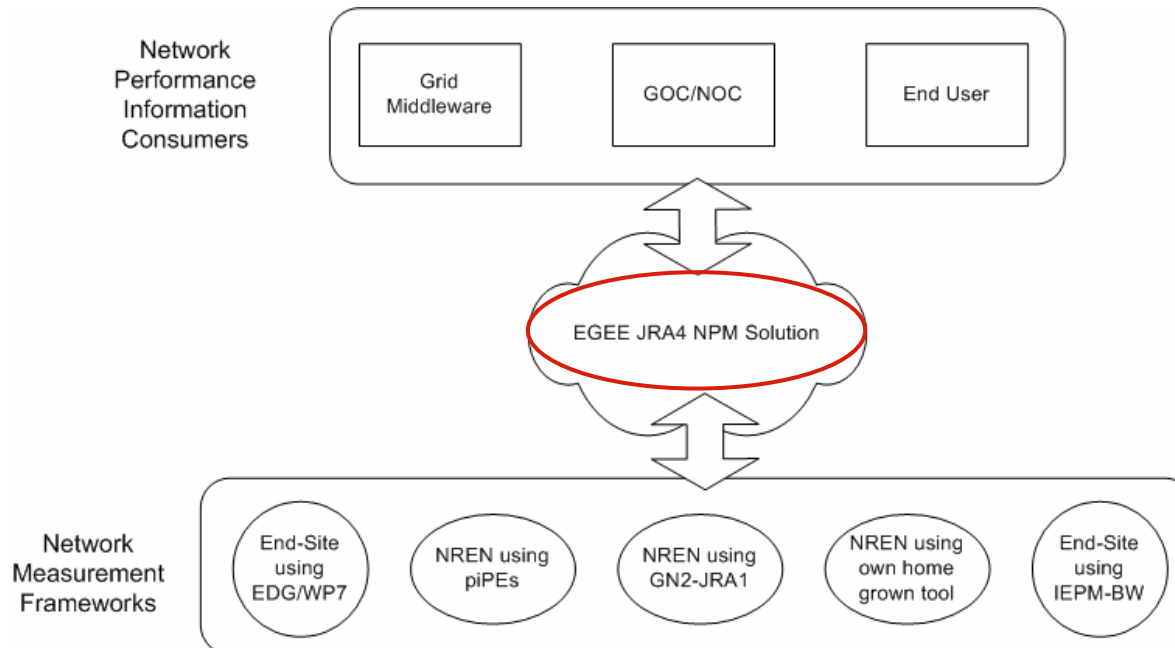 Network
Performance
Information
Consumers
Grid
Middleware
GOC/NOC
End User
EGEE JRA4 NPM Solution
Network
Measurement
Frameworks
End-Site
using
EDG/WP7
NREN using
piPEs
NREN using
GN2-JRA1
NREN using
own home
grown tool
End-Site
using
IEPM-BW